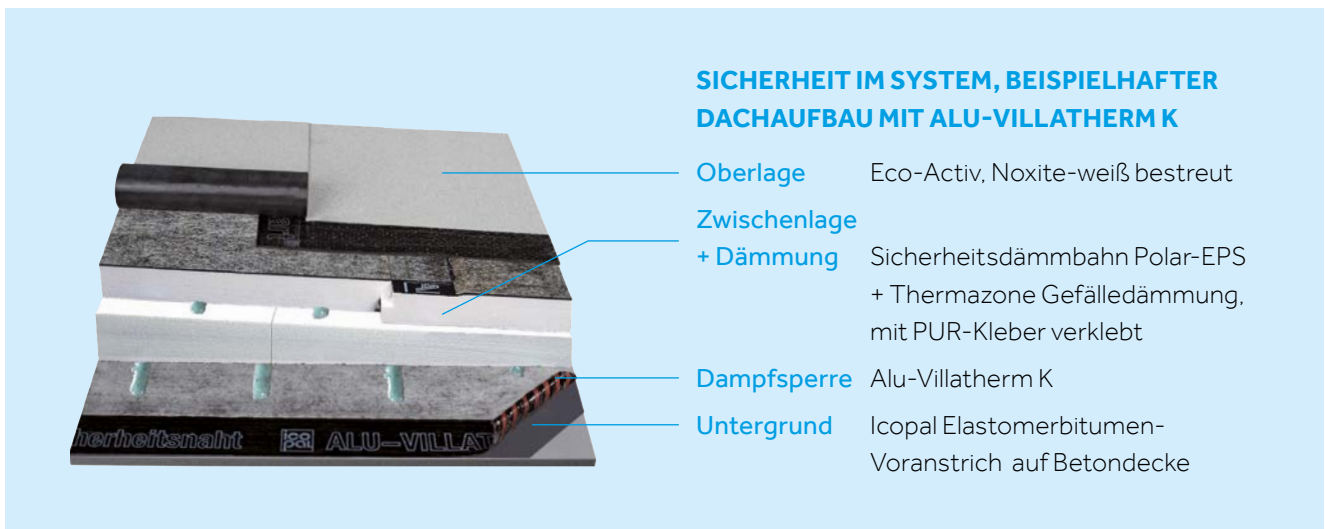 SICHERHEIT IM SYSTEM, BEISPIELHAFTER
DACHAUFBAU MIT ALU-VILLATHERM K
Oberlage Eco-Activ, Noxite-weiß bestreut
Zwischenlage
+ Dämmung Sicherheitsdämmbahn Polar-EPS
+ Thermazone Gefälledämmung,
mit PUR-Kleber verklebt
Dampfsperre Alu-Villatherm K
Untergrund Icopal Elastomerbitumen-
Voranstrich auf Betondecke
herheitsnaht ALU-VILLAT